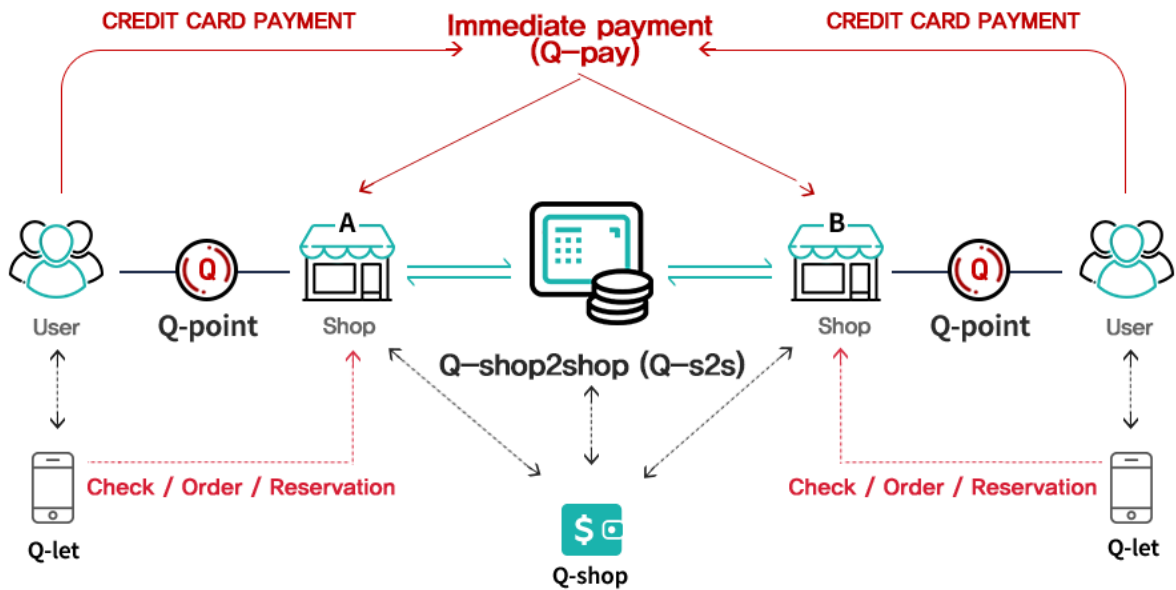 CREDIT CARD PAYMENT
Immediate payment
(Q-pay)
CREDIT CARD PAYMENT
A
B
Q
Q
User
Q-point
Shop
Shop
Q-point
User
Q-shop2shop (Q-s2s)
Check / Order / Reservation
Check / Order / Reservation
$
Q-let
Q-let
Q-shop